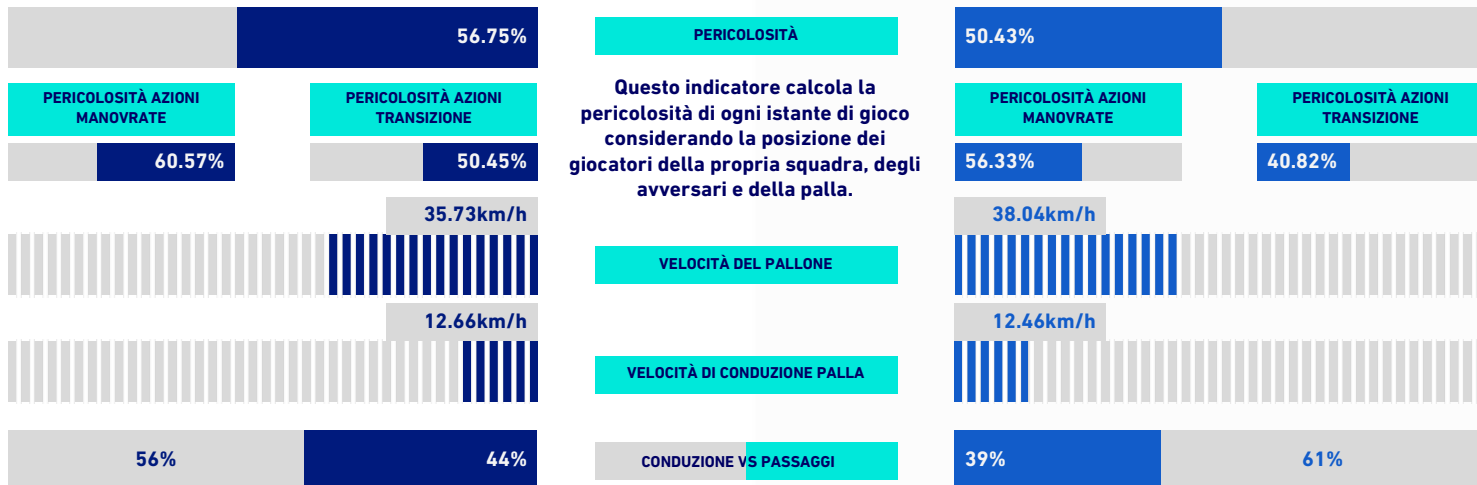 56.75%
PERICOLOSITÀ
50.43%
PERICOLOSITÀ AZIONI
MANOVRATE
PERICOLOSITÀ AZIONI
TRANSIZIONE
60.57%
50.45%
Questo indicatore calcola la
pericolosità di ogni istante di gioco
considerando la posizione dei
giocatori della propria squadra, degli
avversari e della palla.
PERICOLOSITÀ AZIONI
MANOVRATE
PERICOLOSITÀ AZIONI
TRANSIZIONE
56.33%
40.82%
35.73km/h
VELOCITÀ DEL PALLONE
38.04km/h
12.66km/h
VELOCITÀ DI CONDUZIONE PALLA
12.46km/h
56%
44%
CONDUZIONE VS PASSAGGI
39%
61%